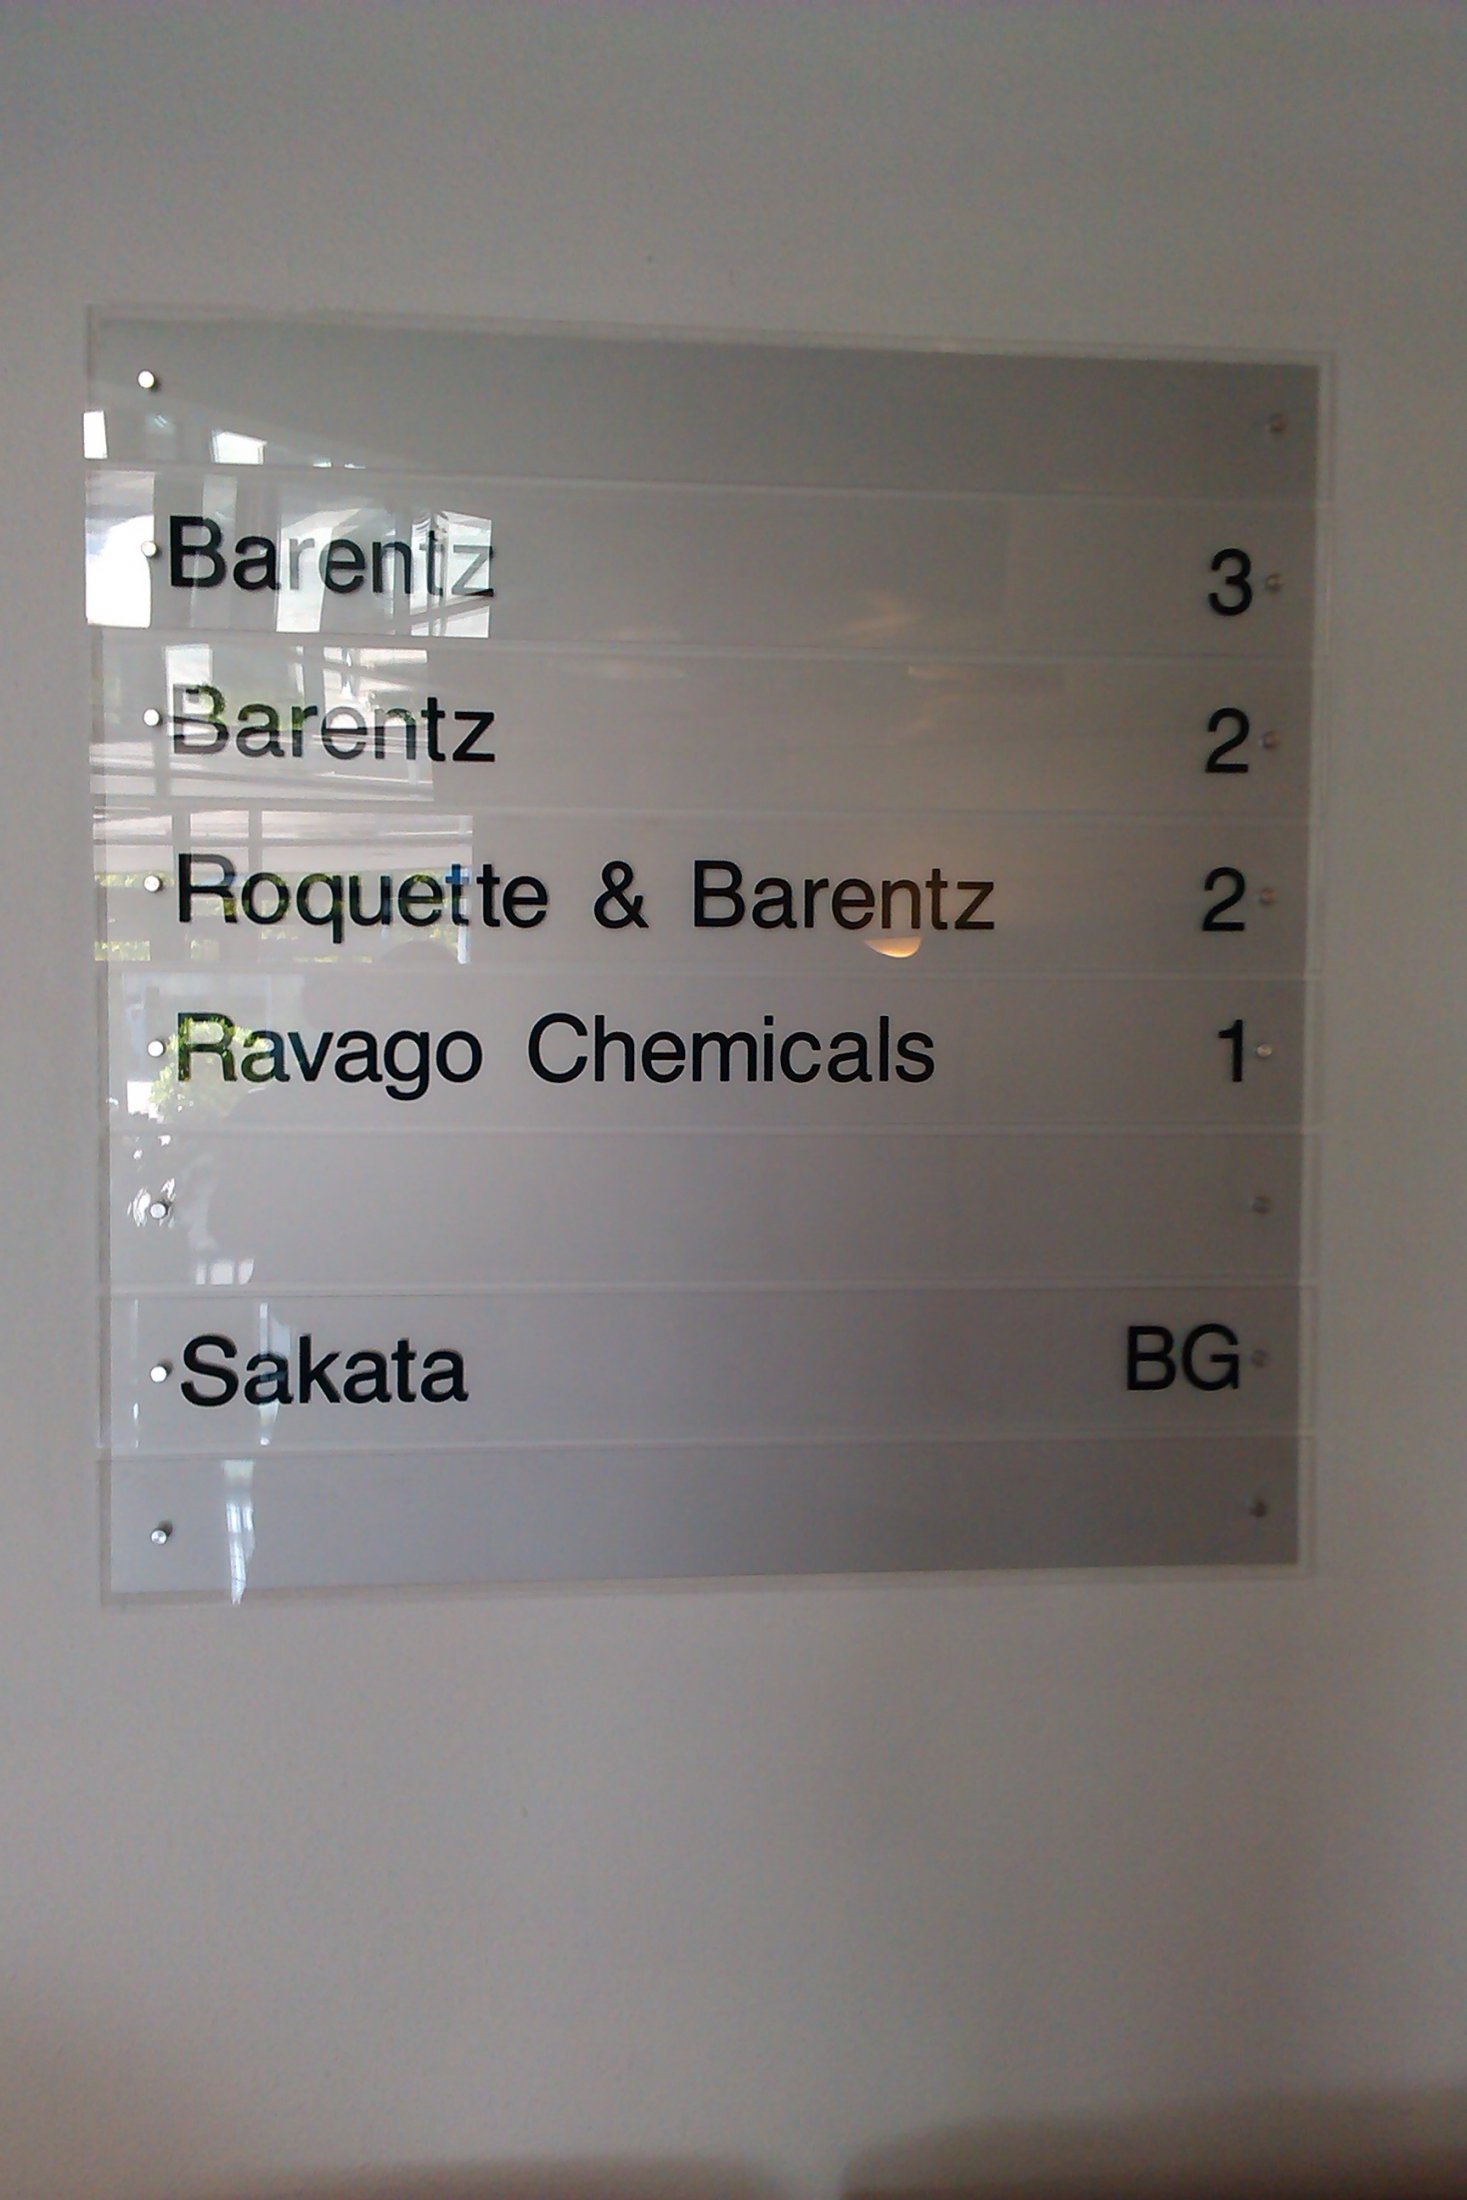 Barentz 3
Barentz 2
Roquette & Barentz 2
Ravago Chemicals 1
Sakata BG